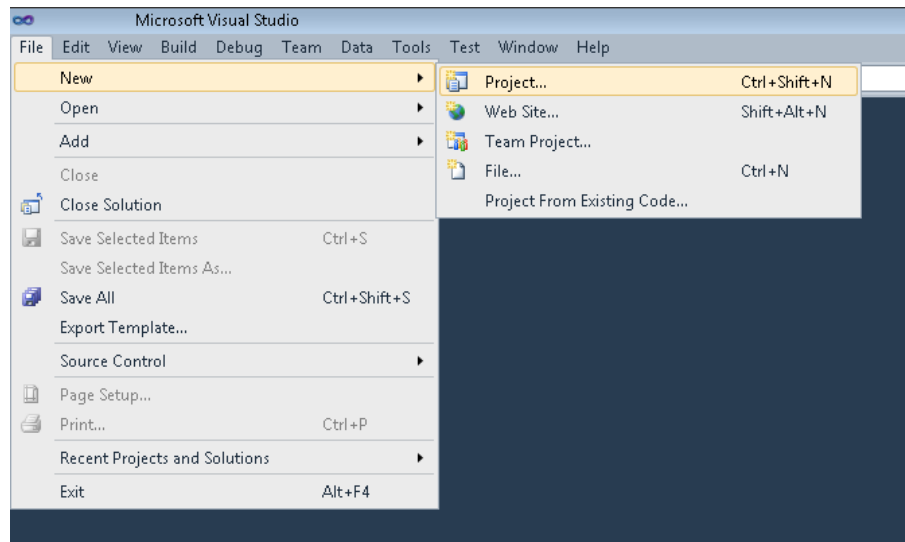 Microsoft Visual Studio
File Edit View Build Debug Team Data Tools Test Window Help
New
Open
Add
Close
Close Solution
Save Selected Items Ctrl+S
Save Selected Items As...
Save All Ctrl+Shift+S
Export Template...
Source Control
Page Setup...
Print... Ctrl+P
Recent Projects and Solutions
Exit Alt+F4
Project... Ctrl+Shift+N
Web Site... Shift+Alt+N
Team Project...
File... Ctrl+N
Project From Existing Code...